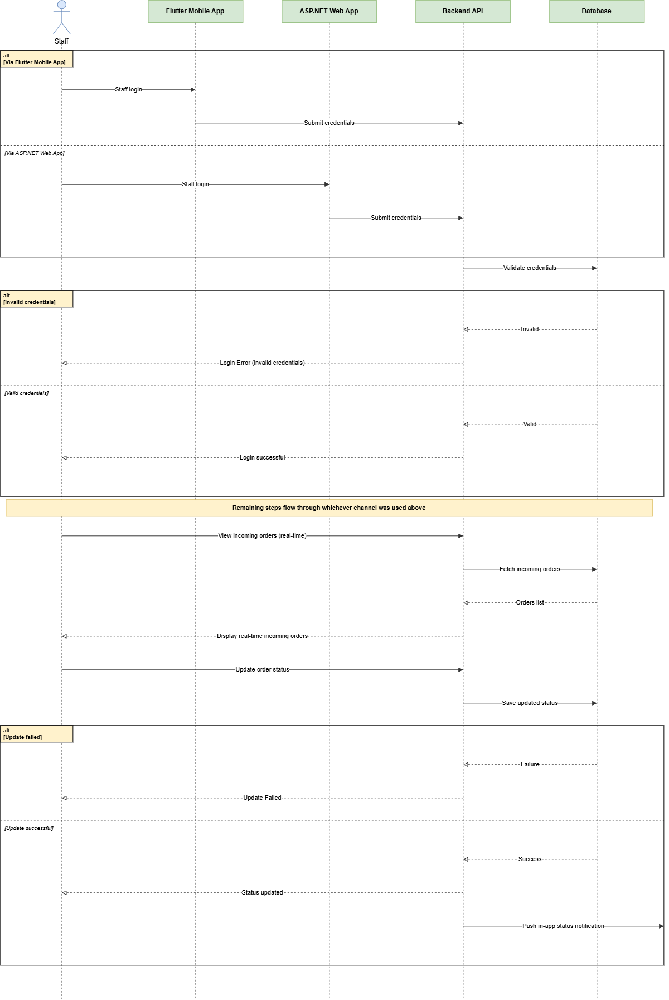 Flutter Mobile App
ASP.NET Web App
Backend API
Database
Staff
alt
[Via Flutter Mobile App]
Staff login
Submit credentials
[Via ASP.NET Web App]
Staff login
Submit credentials
Validate credentials
alt
[Invalid credentials]
Invalid
Login Error (invalid credentials)
[Valid credentials]
Valid
Login successful
Remaining steps flow through whichever channel was used above
View incoming orders (real-time)
Fetch incoming orders
Orders list
Display real-time incoming orders
Update order status
Save updated status
alt
[Update failed]
Failure
Update Failed
[Update successful]
Success
Status updated
Push in-app status notification